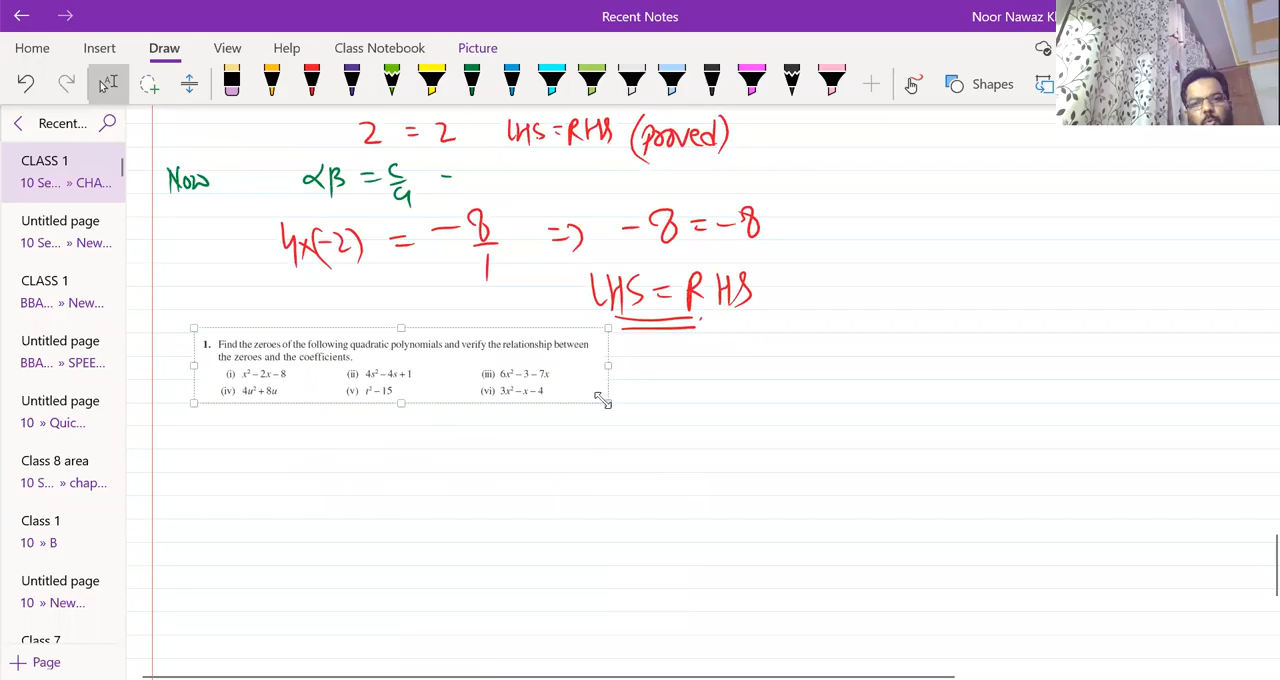 Recent Notes
Noor Nawaz K
Home Insert Draw View Help Class Notebook Picture
Shapes
Recent...
CLASS 1
10 Se... » CHA...
Untitled page
10 Se... » New...
CLASS 1
BBA... » New...
Untitled page
BBA... » SPEE...
Untitled page
10 » Quic...
Class 8 area
10 S... » chap...
Class 1
10 » B
Untitled page
10 » New...
Class 7
Page
2 = 2 LHS = RHS (proved)
Now αβ = c/a =
4×(-2) = -8/1 => -8 = -8
LHS = RHS
1. Find the zeroes of the following quadratic polynomials and verify the relationship between
the zeroes and the coefficients.
(i) x² – 2x – 8 (ii) 4s² – 4s + 1 (iii) 6x² – 3 – 7x
(iv) 4u² + 8u (v) t² – 15 (vi) 3x² – x – 4